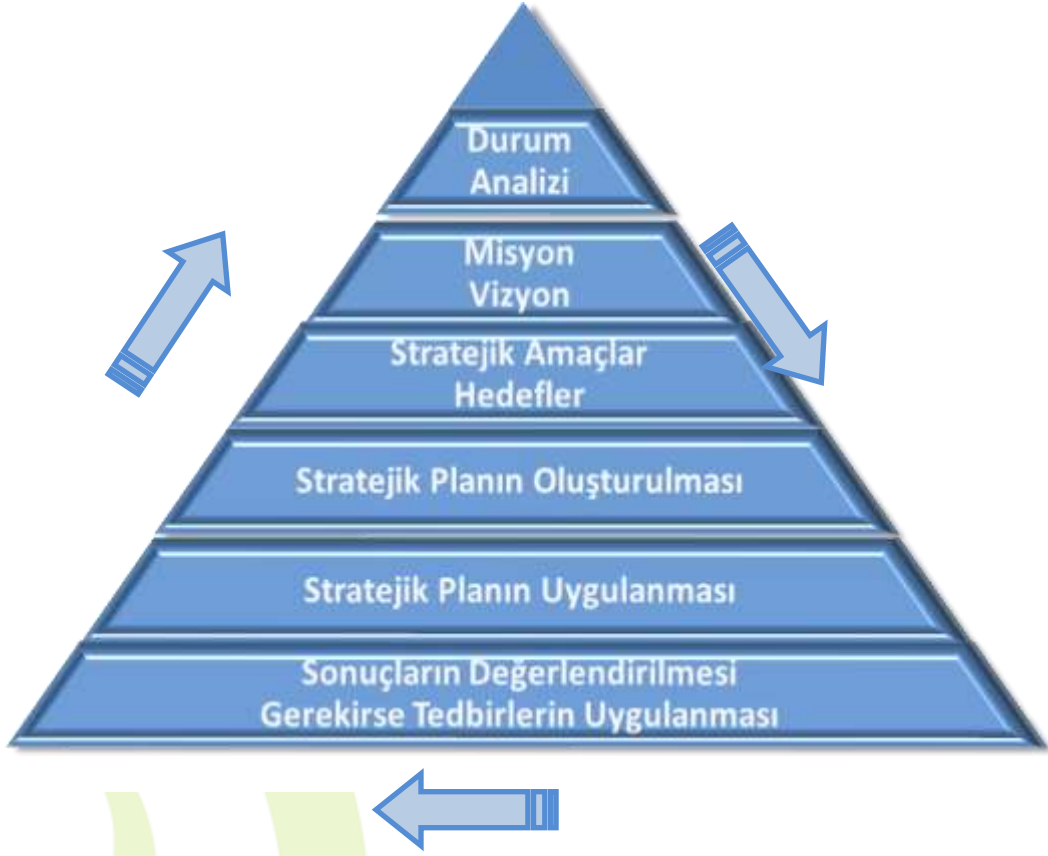 Durum
Analizi
Misyon
Vizyon
Stratejik Amaçlar
Hedefler
Stratejik Planın Oluşturulması
Stratejik Planın Uygulanması
Sonuçların Değerlendirilmesi
Gerekirse Tedbirlerin Uygulanması